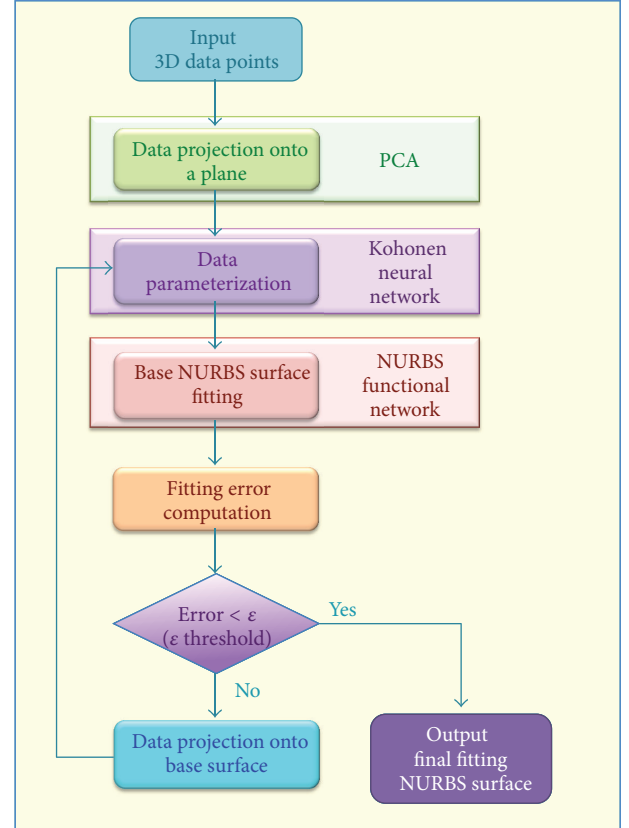 Input
3D data points
Data projection onto
a plane
PCA
Data
parameterization
Kohonen
neural
network
Base NURBS surface
fitting
NURBS
functional
network
Fitting error
computation
Error < ε
(ε threshold)
Yes
No
Data projection onto
base surface
Output
final fitting
NURBS surface